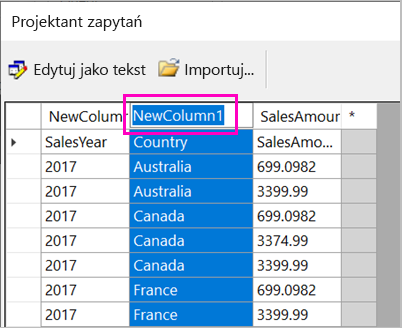 Projektant zapytań
Edytuj jako tekst Importuj...
NewColumn NewColumn1 SalesAmour *
SalesYear Country SalesAmo...
2017 Australia 699.0982
2017 Australia 3399.99
2017 Canada 699.0982
2017 Canada 3374.99
2017 Canada 3399.99
2017 France 699.0982
2017 France 3399.99